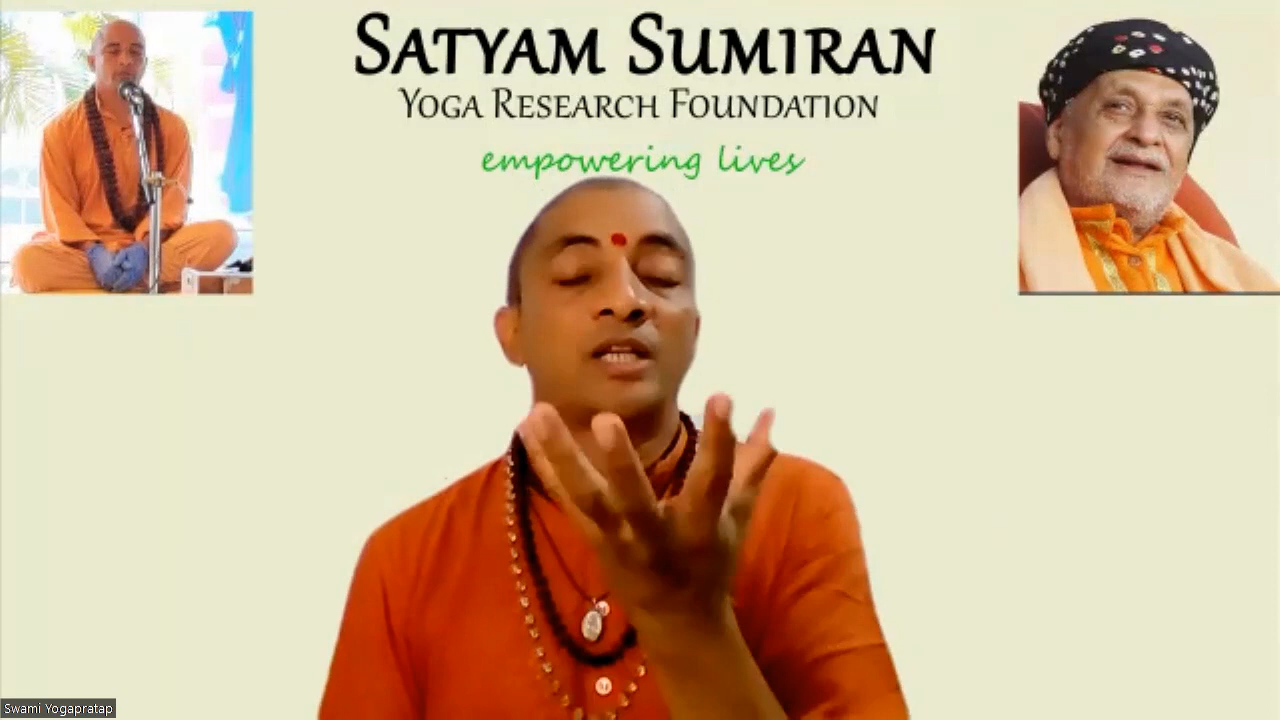 SATYAM SUMIRAN
YOGA RESEARCH FOUNDATION
empowering lives
Swami Yogapratap